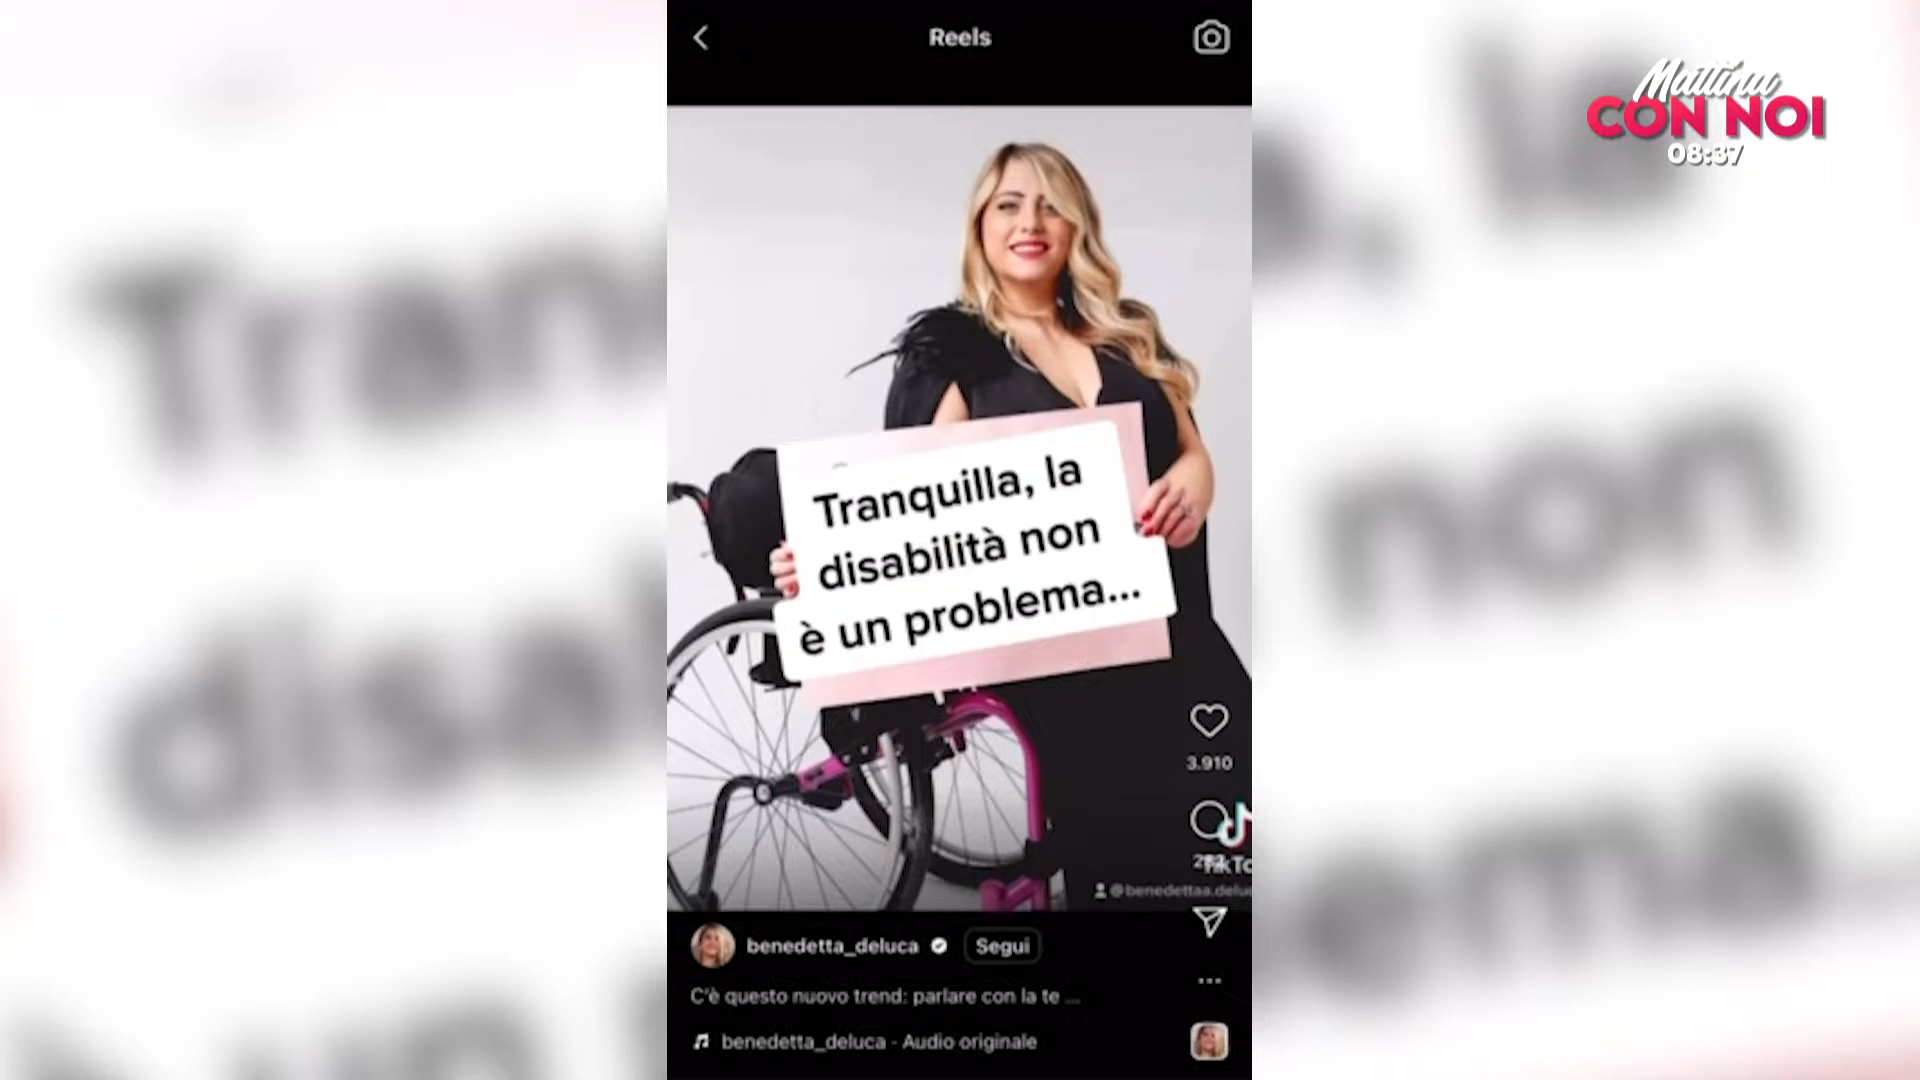 Reels
Mattina
CON NOI
08:37
Tranquilla, la
disabilità non
è un problema...
3.910
TikTo
@benedettaa.deluc
benedetta_deluca
Segui
C'è questo nuovo trend: parlare con la te ...
benedetta_deluca - Audio originale